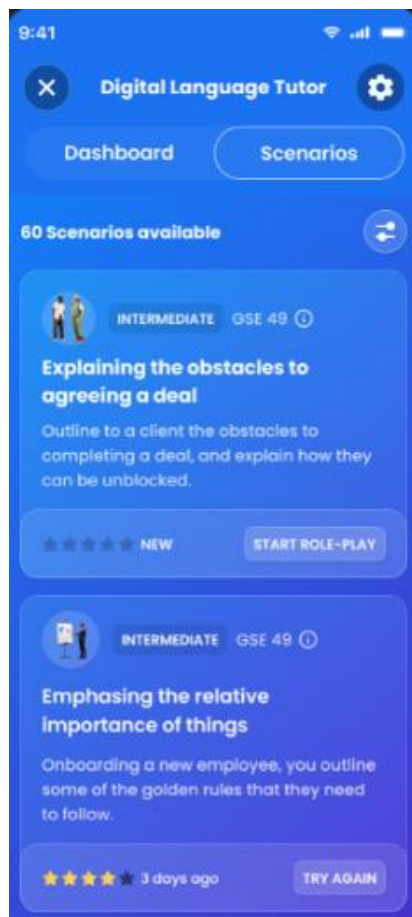 9:41
Digital Language Tutor
Dashboard
Scenarios
60 Scenarios available
INTERMEDIATE GSE 49
Explaining the obstacles to
agreeing a deal
Outline to a client the obstacles to
completing a deal, and explain how they
can be unblocked.
NEW
START ROLE-PLAY
INTERMEDIATE GSE 49
Emphasing the relative
importance of things
Onboarding a new employee, you outline
some of the golden rules that they need
to follow.
3 days ago
TRY AGAIN